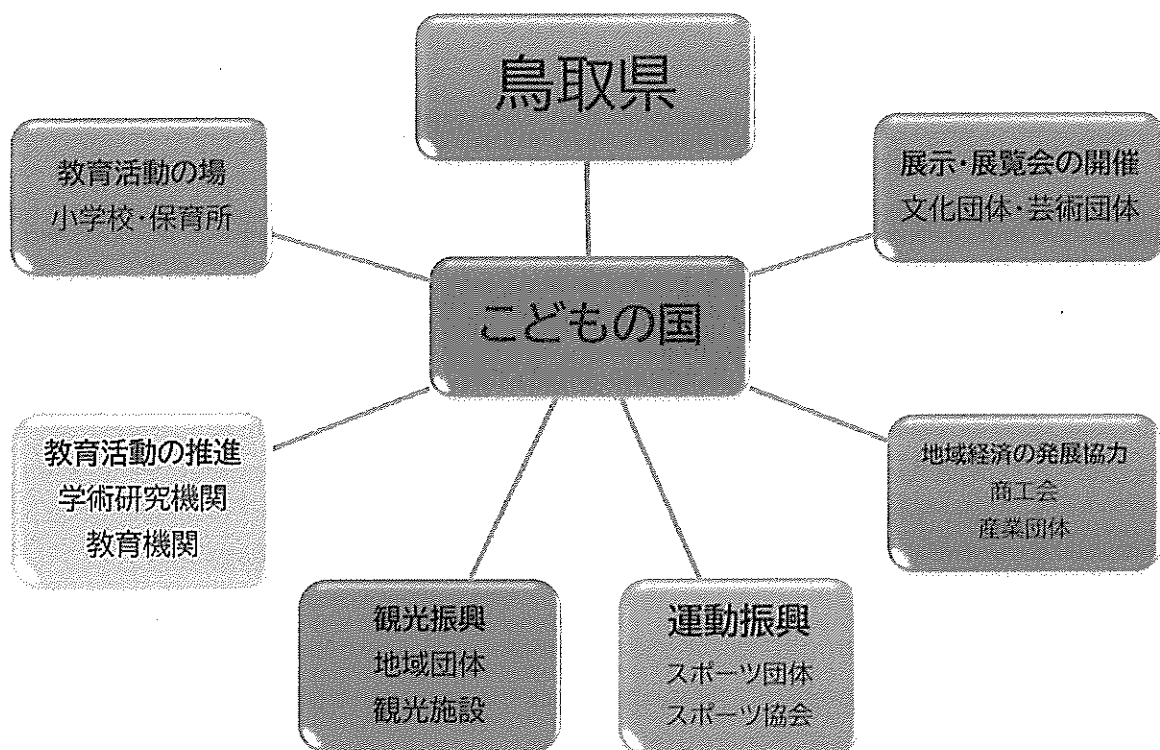 鳥取県
教育活動の場
小学校・保育所
展示・展覧会の開催
文化団体・芸術団体
こどもの国
教育活動の推進
学術研究機関
教育機関
地域経済の発展協力
商工会
産業団体
観光振興
地域団体
観光施設
運動振興
スポーツ団体
スポーツ協会